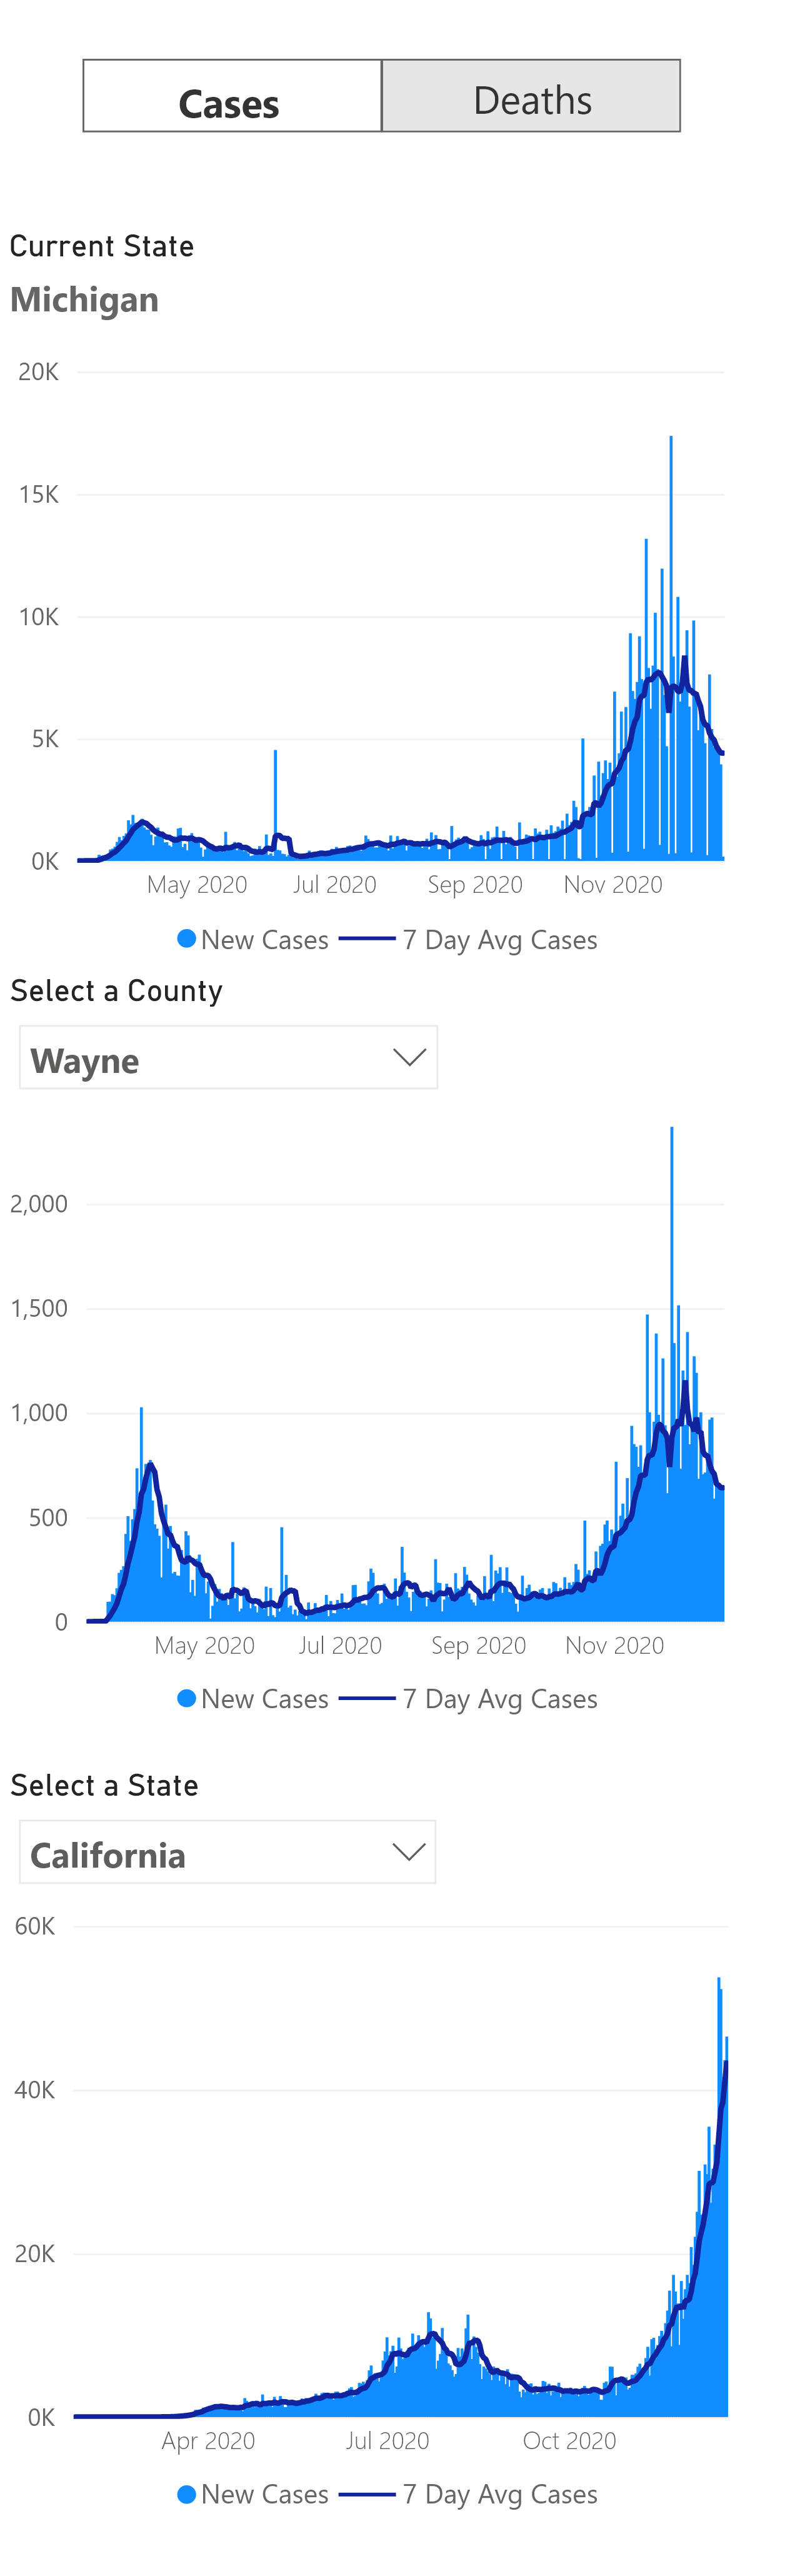 Cases Deaths
Current State
Michigan
20K
15K
10K
5K
0K
May 2020 Jul 2020 Sep 2020 Nov 2020
New Cases 7 Day Avg Cases
Select a County
Wayne
2,000
1,500
1,000
500
0
May 2020 Jul 2020 Sep 2020 Nov 2020
New Cases 7 Day Avg Cases
Select a State
California
60K
40K
20K
0K
Apr 2020 Jul 2020 Oct 2020
New Cases 7 Day Avg Cases